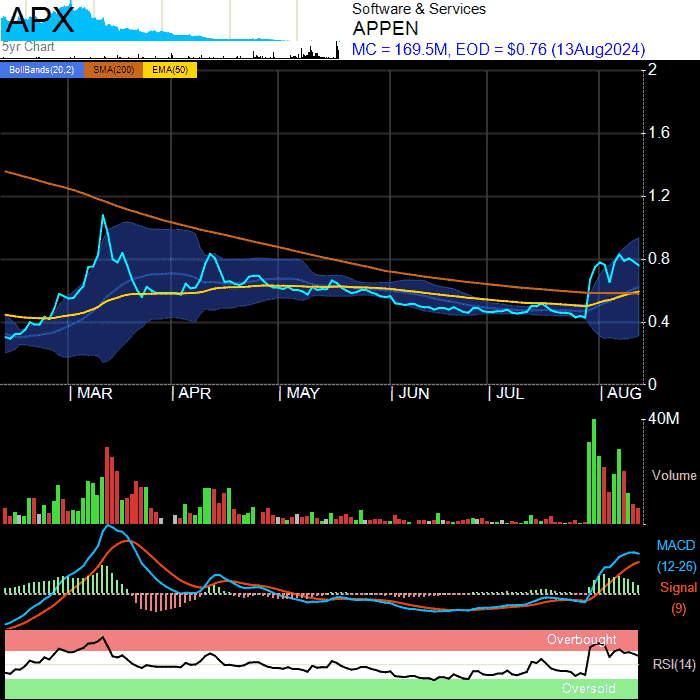 APX
5yr Chart
Software & Services
APPEN
MC = 169.5M, EOD = $0.76 (13Aug2024)
BollBands(20,2) SMA(200) EMA(50)
2
1.6
1.2
0.8
0.4
0
| MAR | APR | MAY | JUN | JUL | AUG
40M
Volume
MACD
(12-26)
Signal
(9)
Overbought
RSI(14)
Oversold